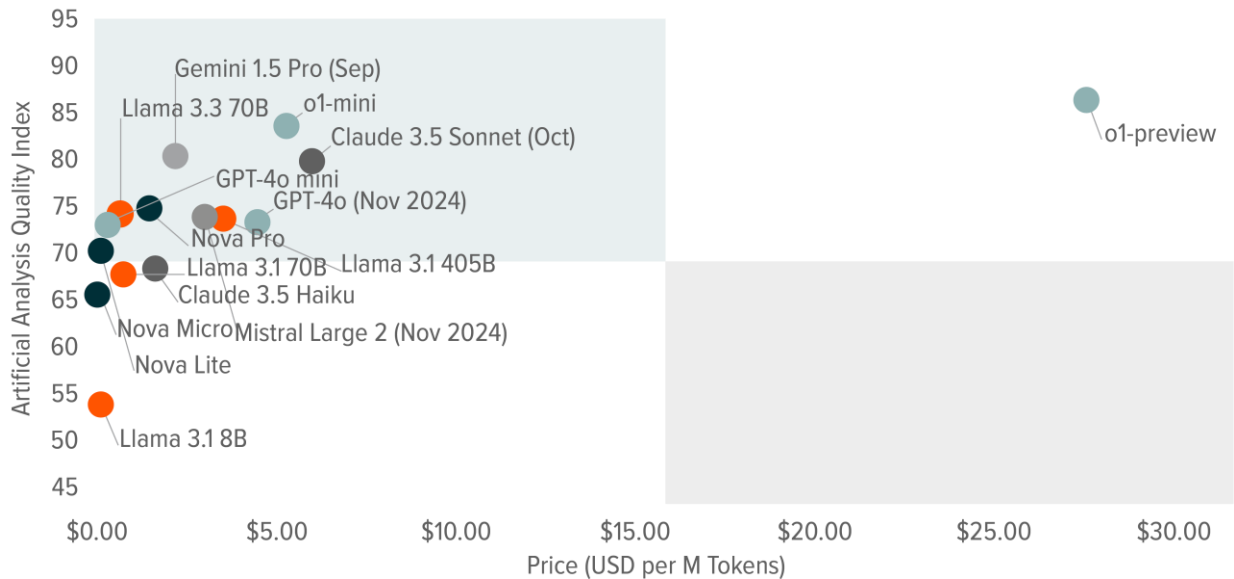 95
90
85
80
75
70
65
60
55
50
45
Artificial Analysis Quality Index
Gemini 1.5 Pro (Sep)
Llama 3.3 70B
o1-mini
Claude 3.5 Sonnet (Oct)
o1-preview
GPT-4o mini
GPT-4o (Nov 2024)
Nova Pro
Llama 3.1 70B
Llama 3.1 405B
Claude 3.5 Haiku
Nova Micro
Mistral Large 2 (Nov 2024)
Nova Lite
Llama 3.1 8B
$0.00
$5.00
$10.00
$15.00
$20.00
$25.00
$30.00
Price (USD per M Tokens)